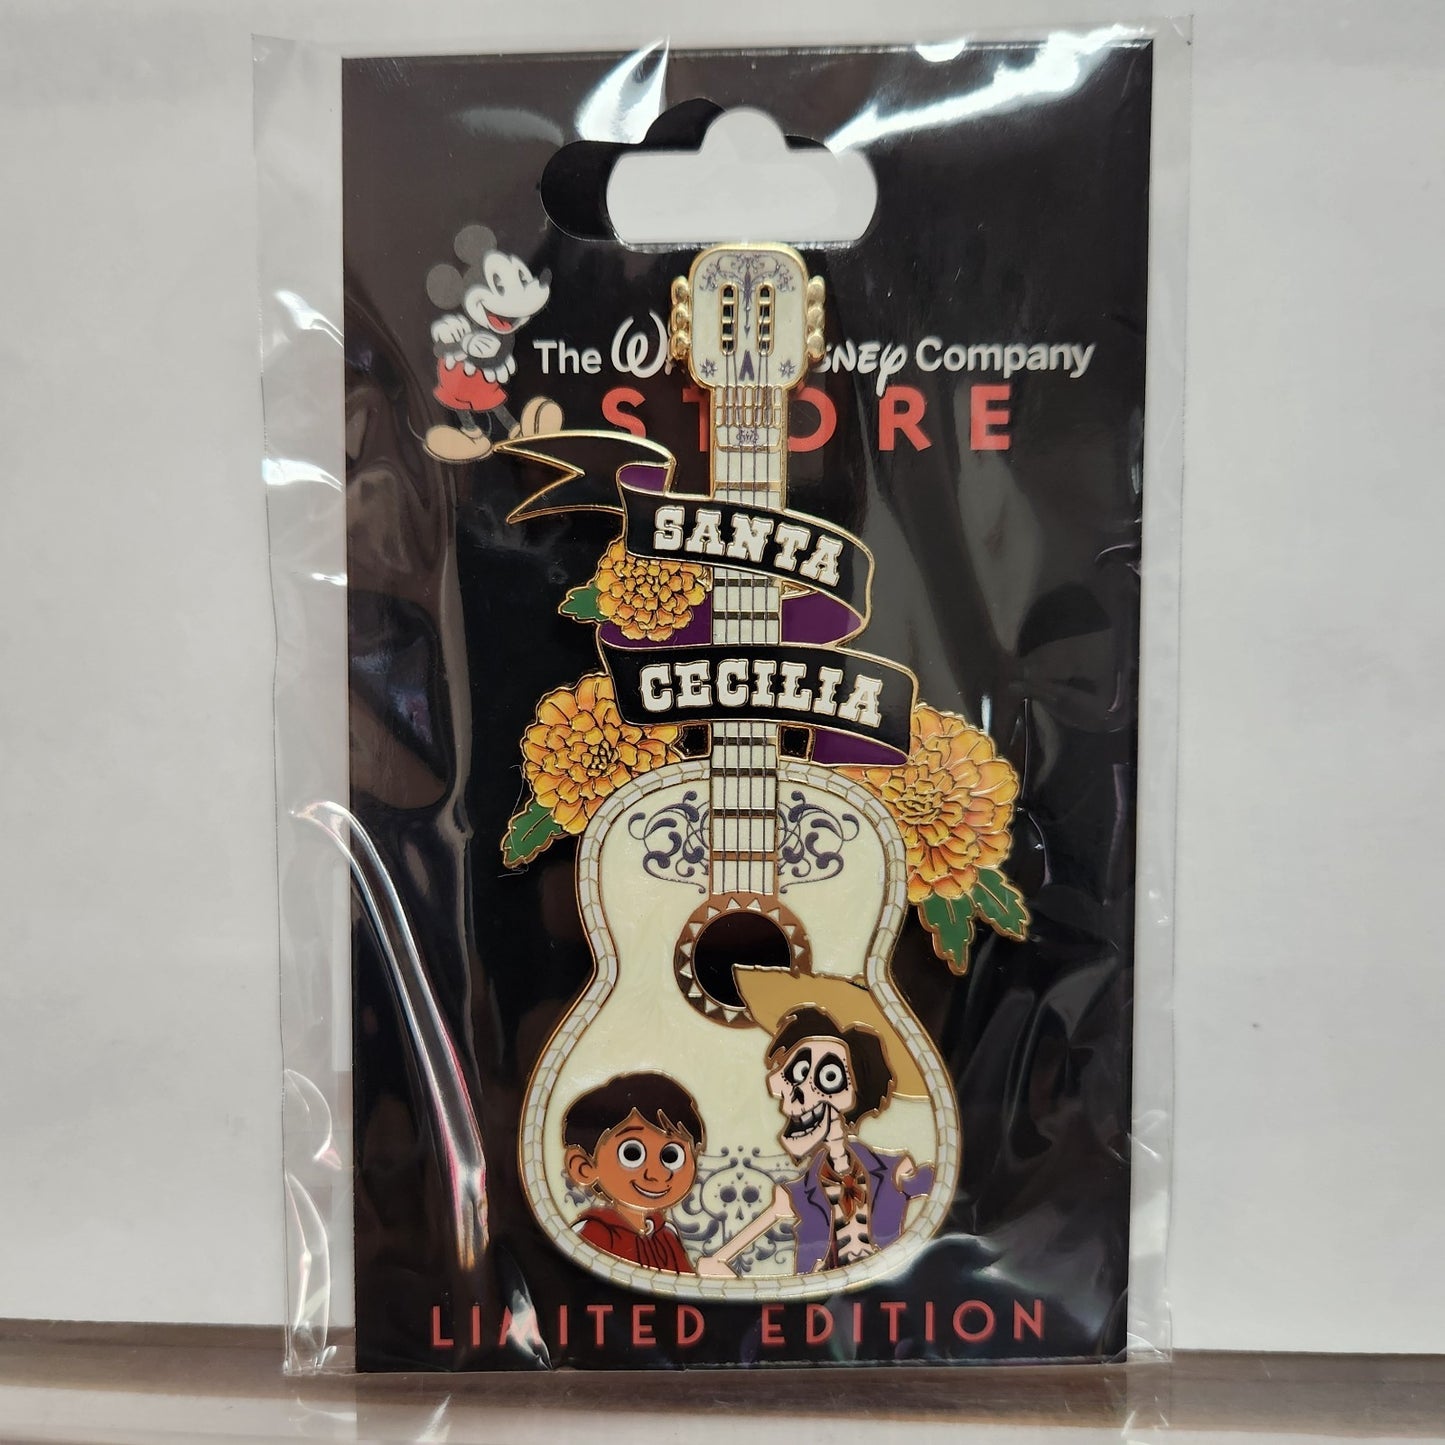 The Walt Disney Company
STORE
SANTA
CECILIA
LIMITED EDITION